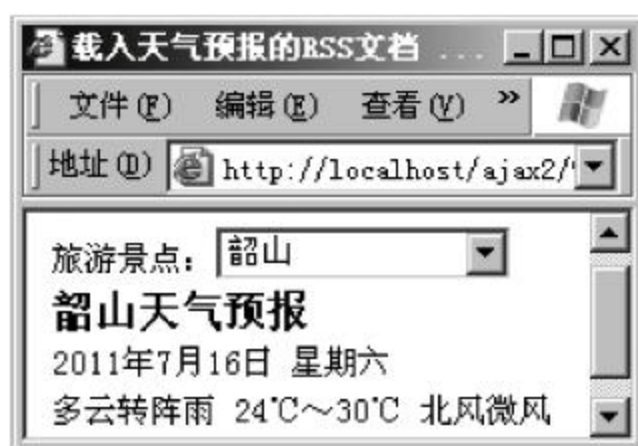 载入天气预报的RSS文档 ...
文件(F) 编辑(E) 查看(V) »
地址(D) http://localhost/ajax2/
旅游景点: 韶山
韶山天气预报
2011年7月16日 星期六
多云转阵雨 24℃～30℃ 北风微风